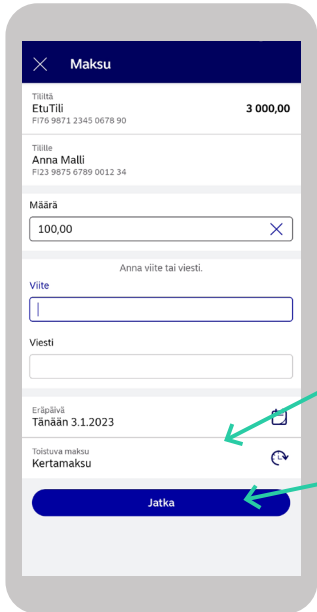 Maksu
Tililtä
EtuTili
3 000,00
FI76 9871 2345 0678 90
Tilille
Anna Malli
FI23 9875 6789 0012 34
Määrä
100,00
Anna viite tai viesti.
Viite
Viesti
Eräpäivä
Tänään 3.1.2023
Toistuva maksu
Kertamaksu
Jatka